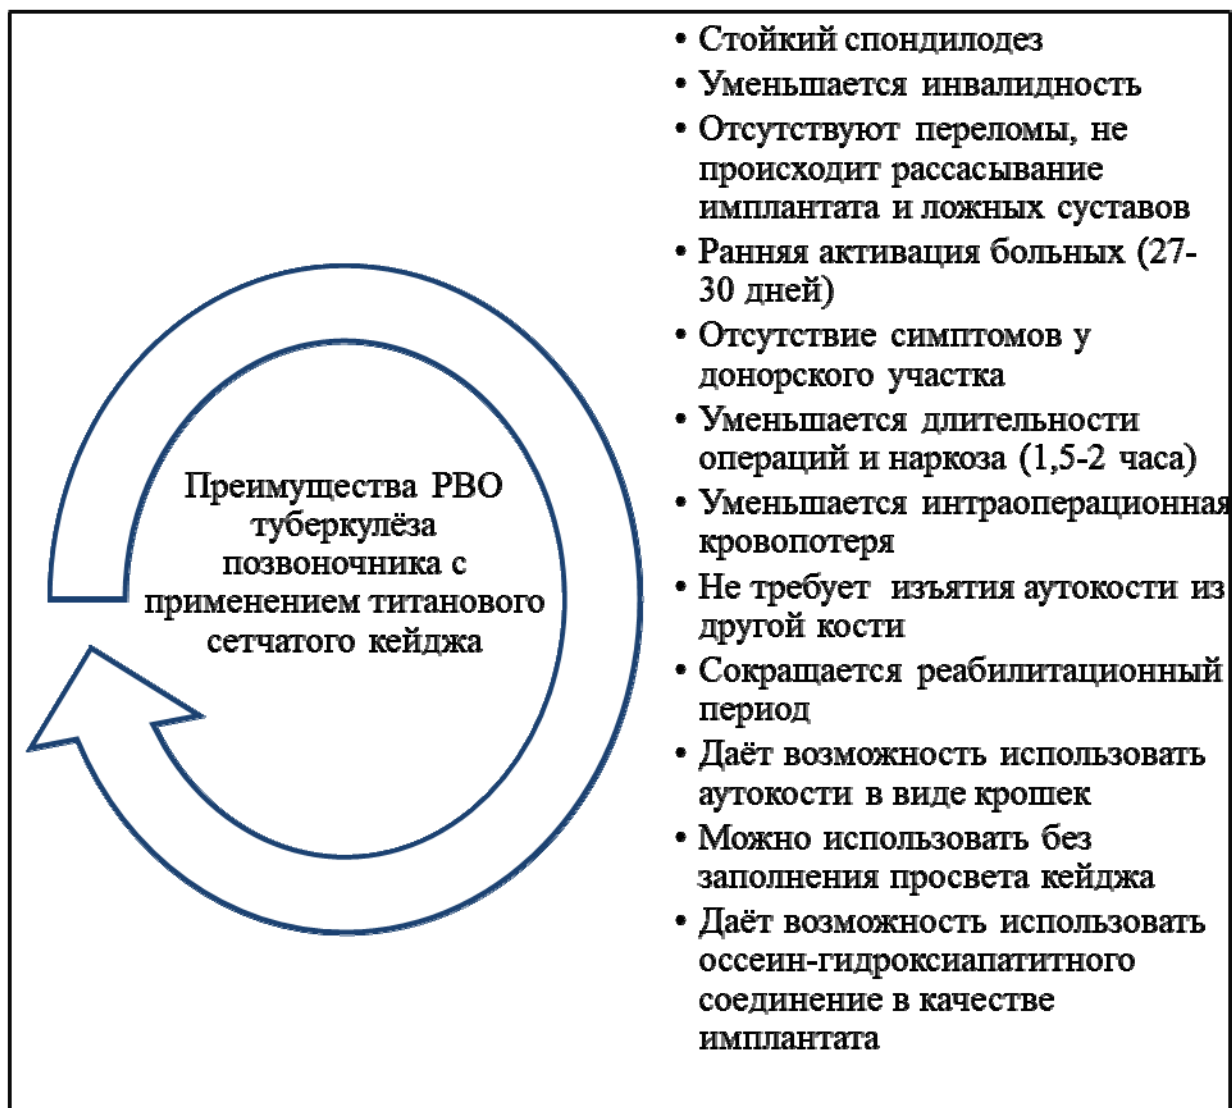 Преимущества РВО
туберкулёза
позвоночника с
применением титанового
сетчатого кейджа
• Стойкий спондилодез
• Уменьшается инвалидность
• Отсутствуют переломы, не
происходит рассасывание
имплантата и ложных суставов
• Ранняя активация больных (27-
30 дней)
• Отсутствие симптомов у
донорского участка
• Уменьшается длительности
операций и наркоза (1,5-2 часа)
• Уменьшается интраоперационная
кровопотеря
• Не требует изъятия аутокости из
другой кости
• Сокращается реабилитационный
период
• Даёт возможность использовать
аутокости в виде крошек
• Можно использовать без
заполнения просвета кейджа
• Даёт возможность использовать
оссеин-гидроксиапатитного
соединение в качестве
имплантата